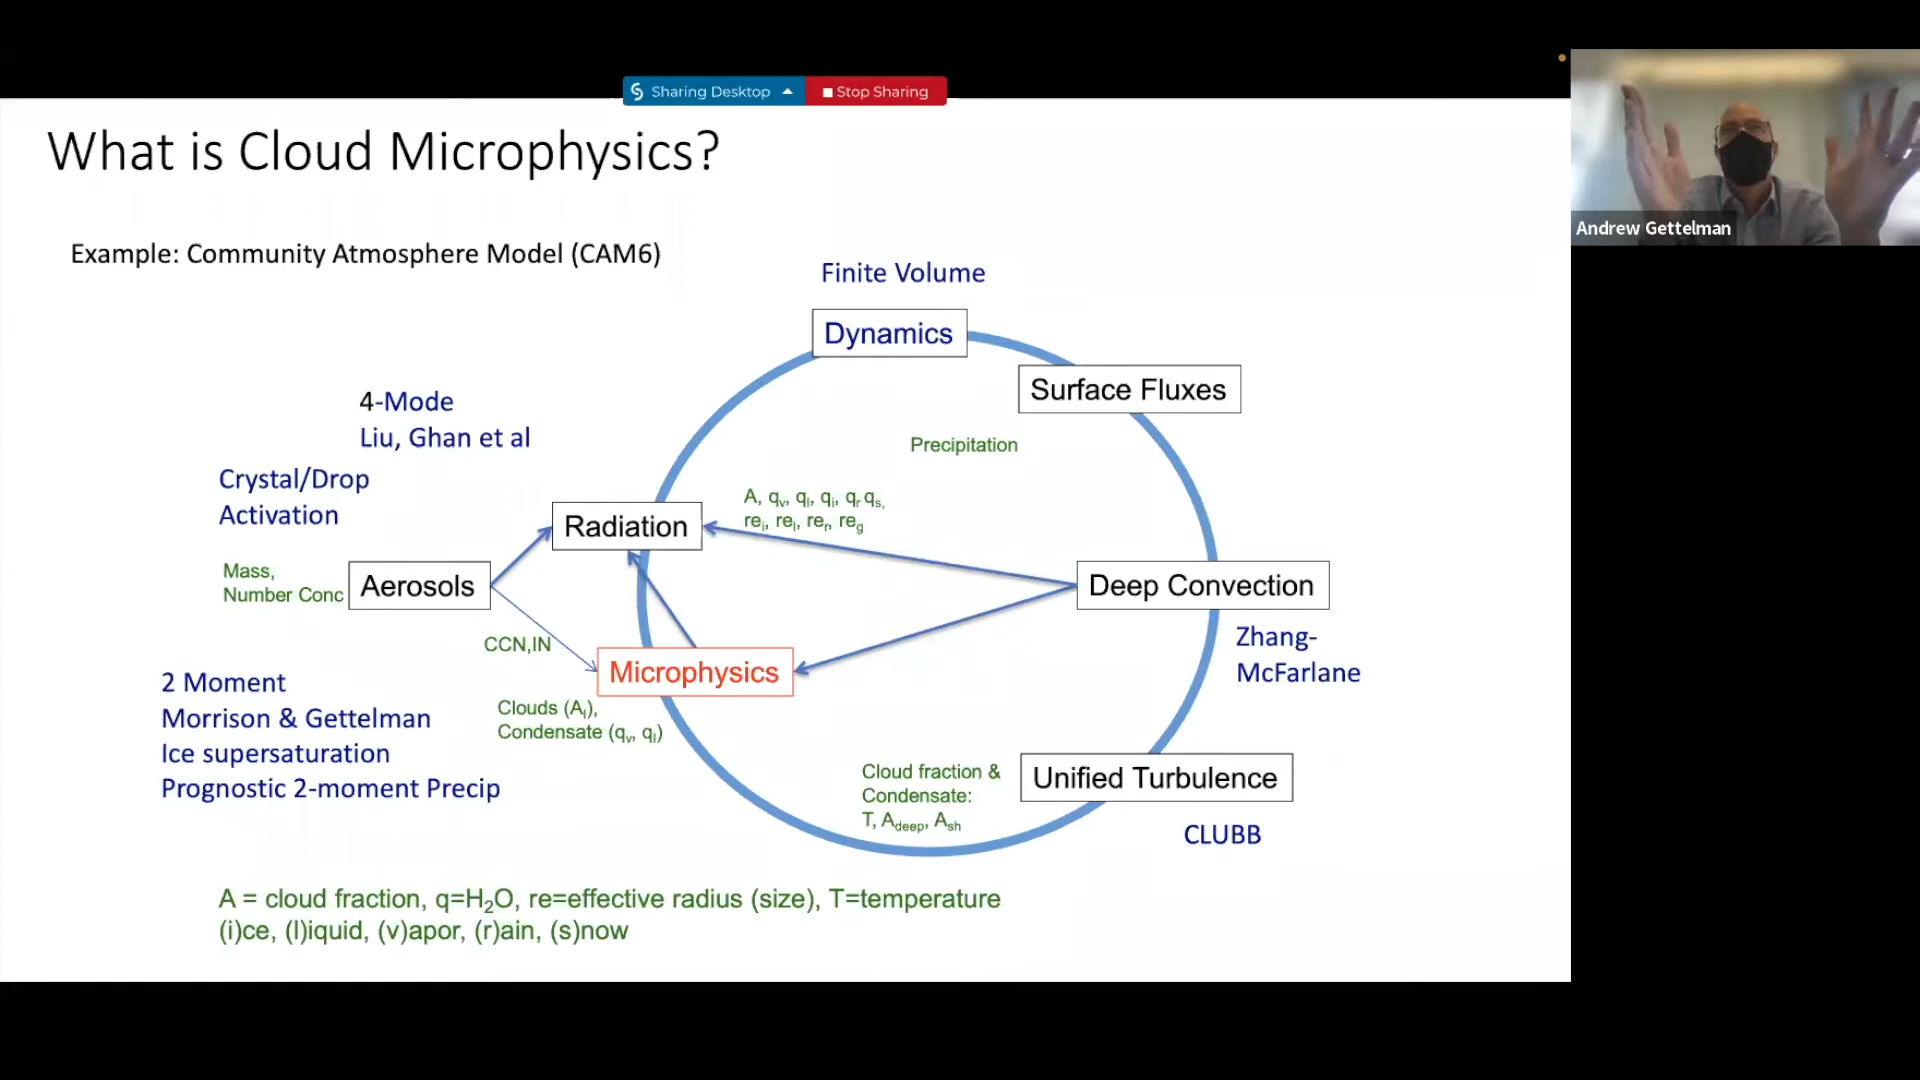 Sharing Desktop
Stop Sharing
Andrew Gettelman
What is Cloud Microphysics?
Example: Community Atmosphere Model (CAM6)
Finite Volume
Dynamics
Surface Fluxes
Precipitation
4-Mode
Liu, Ghan et al
Crystal/Drop
Activation
Radiation
A, qv, ql, qi, qr qs,
rei, rel, rer, reg
Mass,
Number Conc
Aerosols
Deep Convection
Zhang-
McFarlane
CCN,IN
Microphysics
Clouds (Al),
Condensate (qv, ql)
2 Moment
Morrison & Gettelman
Ice supersaturation
Prognostic 2-moment Precip
Cloud fraction &
Condensate:
T, Adeep, Ash
Unified Turbulence
CLUBB
A = cloud fraction, q=H2O, re=effective radius (size), T=temperature
(i)ce, (l)iquid, (v)apor, (r)ain, (s)now